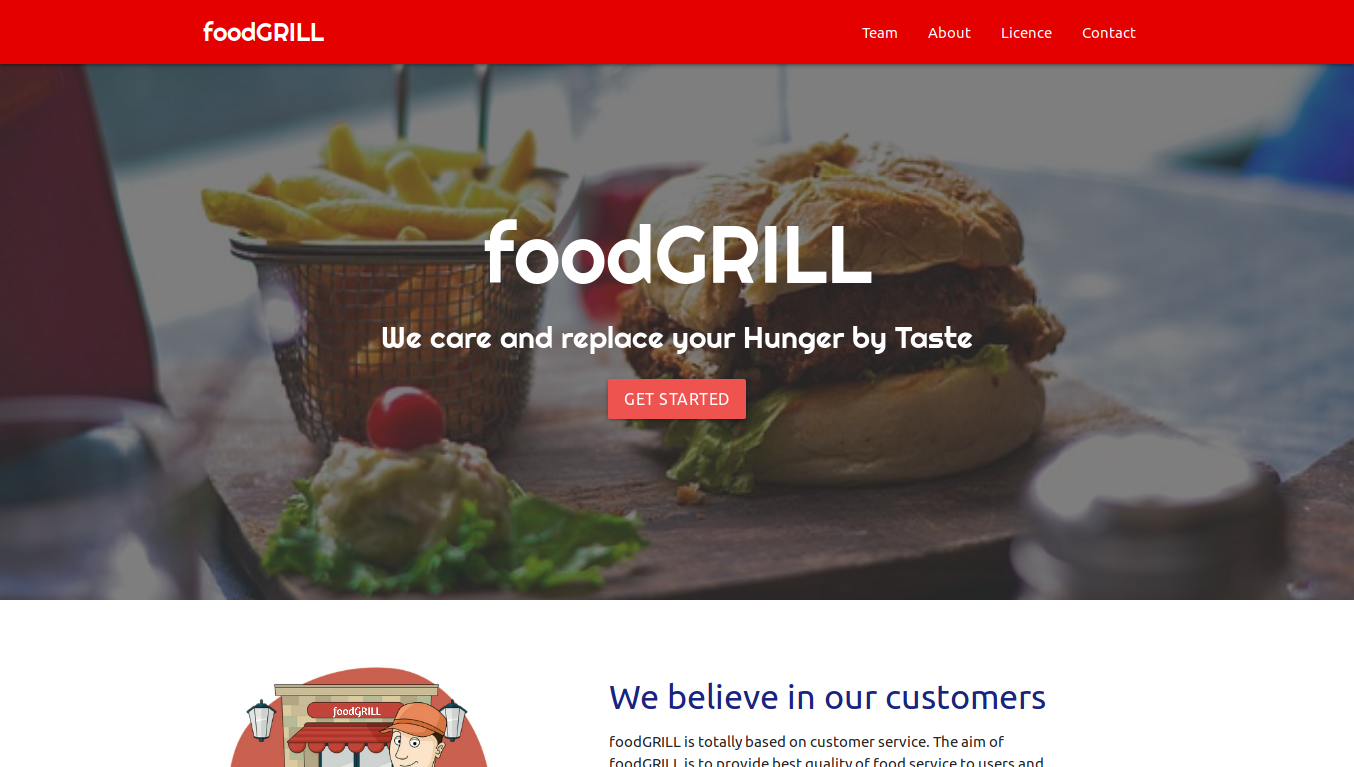 foodGRILL
Team About Licence Contact
foodGRILL
We care and replace your Hunger by Taste
GET STARTED
foodGRILL
We believe in our customers
foodGRILL is totally based on customer service. The aim of
foodGRILL is to provide best quality of food service to users and